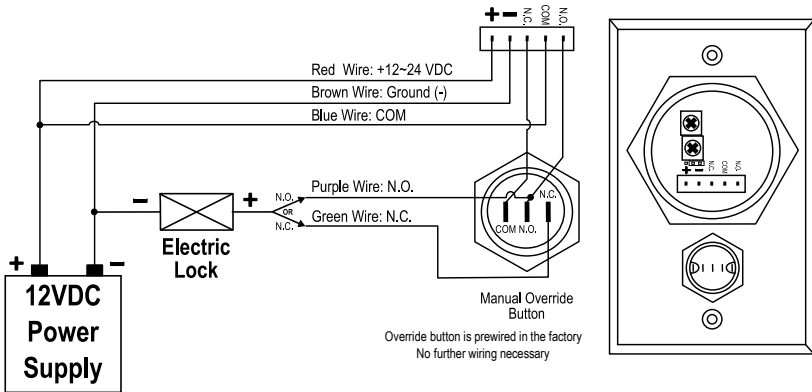 + − N.C. COM N.O.
Red Wire: +12~24 VDC
Brown Wire: Ground (-)
Blue Wire: COM
Purple Wire: N.O.
Green Wire: N.C.
− +
N.O.
OR
N.C.
Electric
Lock
N.C.
COM N.O.
Manual Override
Button
Override button is prewired in the factory
No further wiring necessary
+ −
12VDC
Power
Supply
+ − N.C. COM N.O.